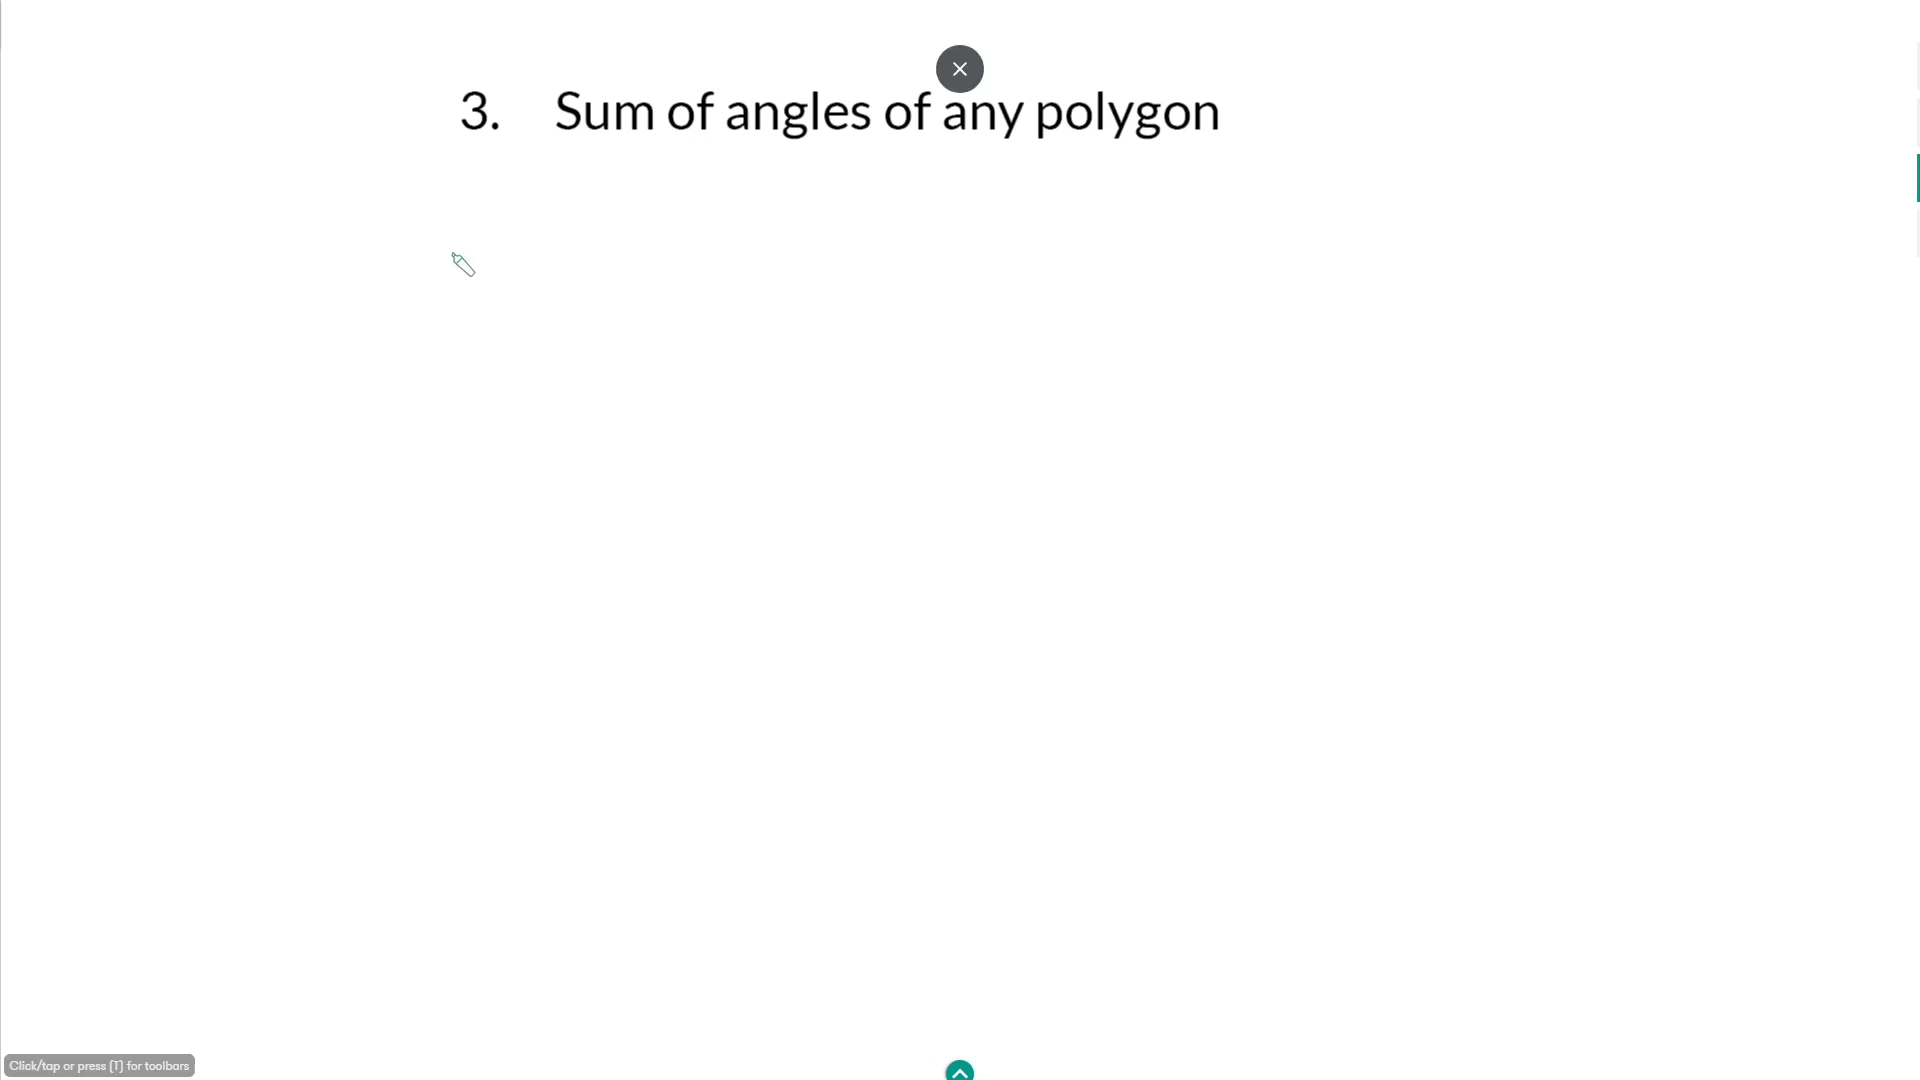 3. Sum of angles of any polygon
Click/tap or press (T) for toolbars